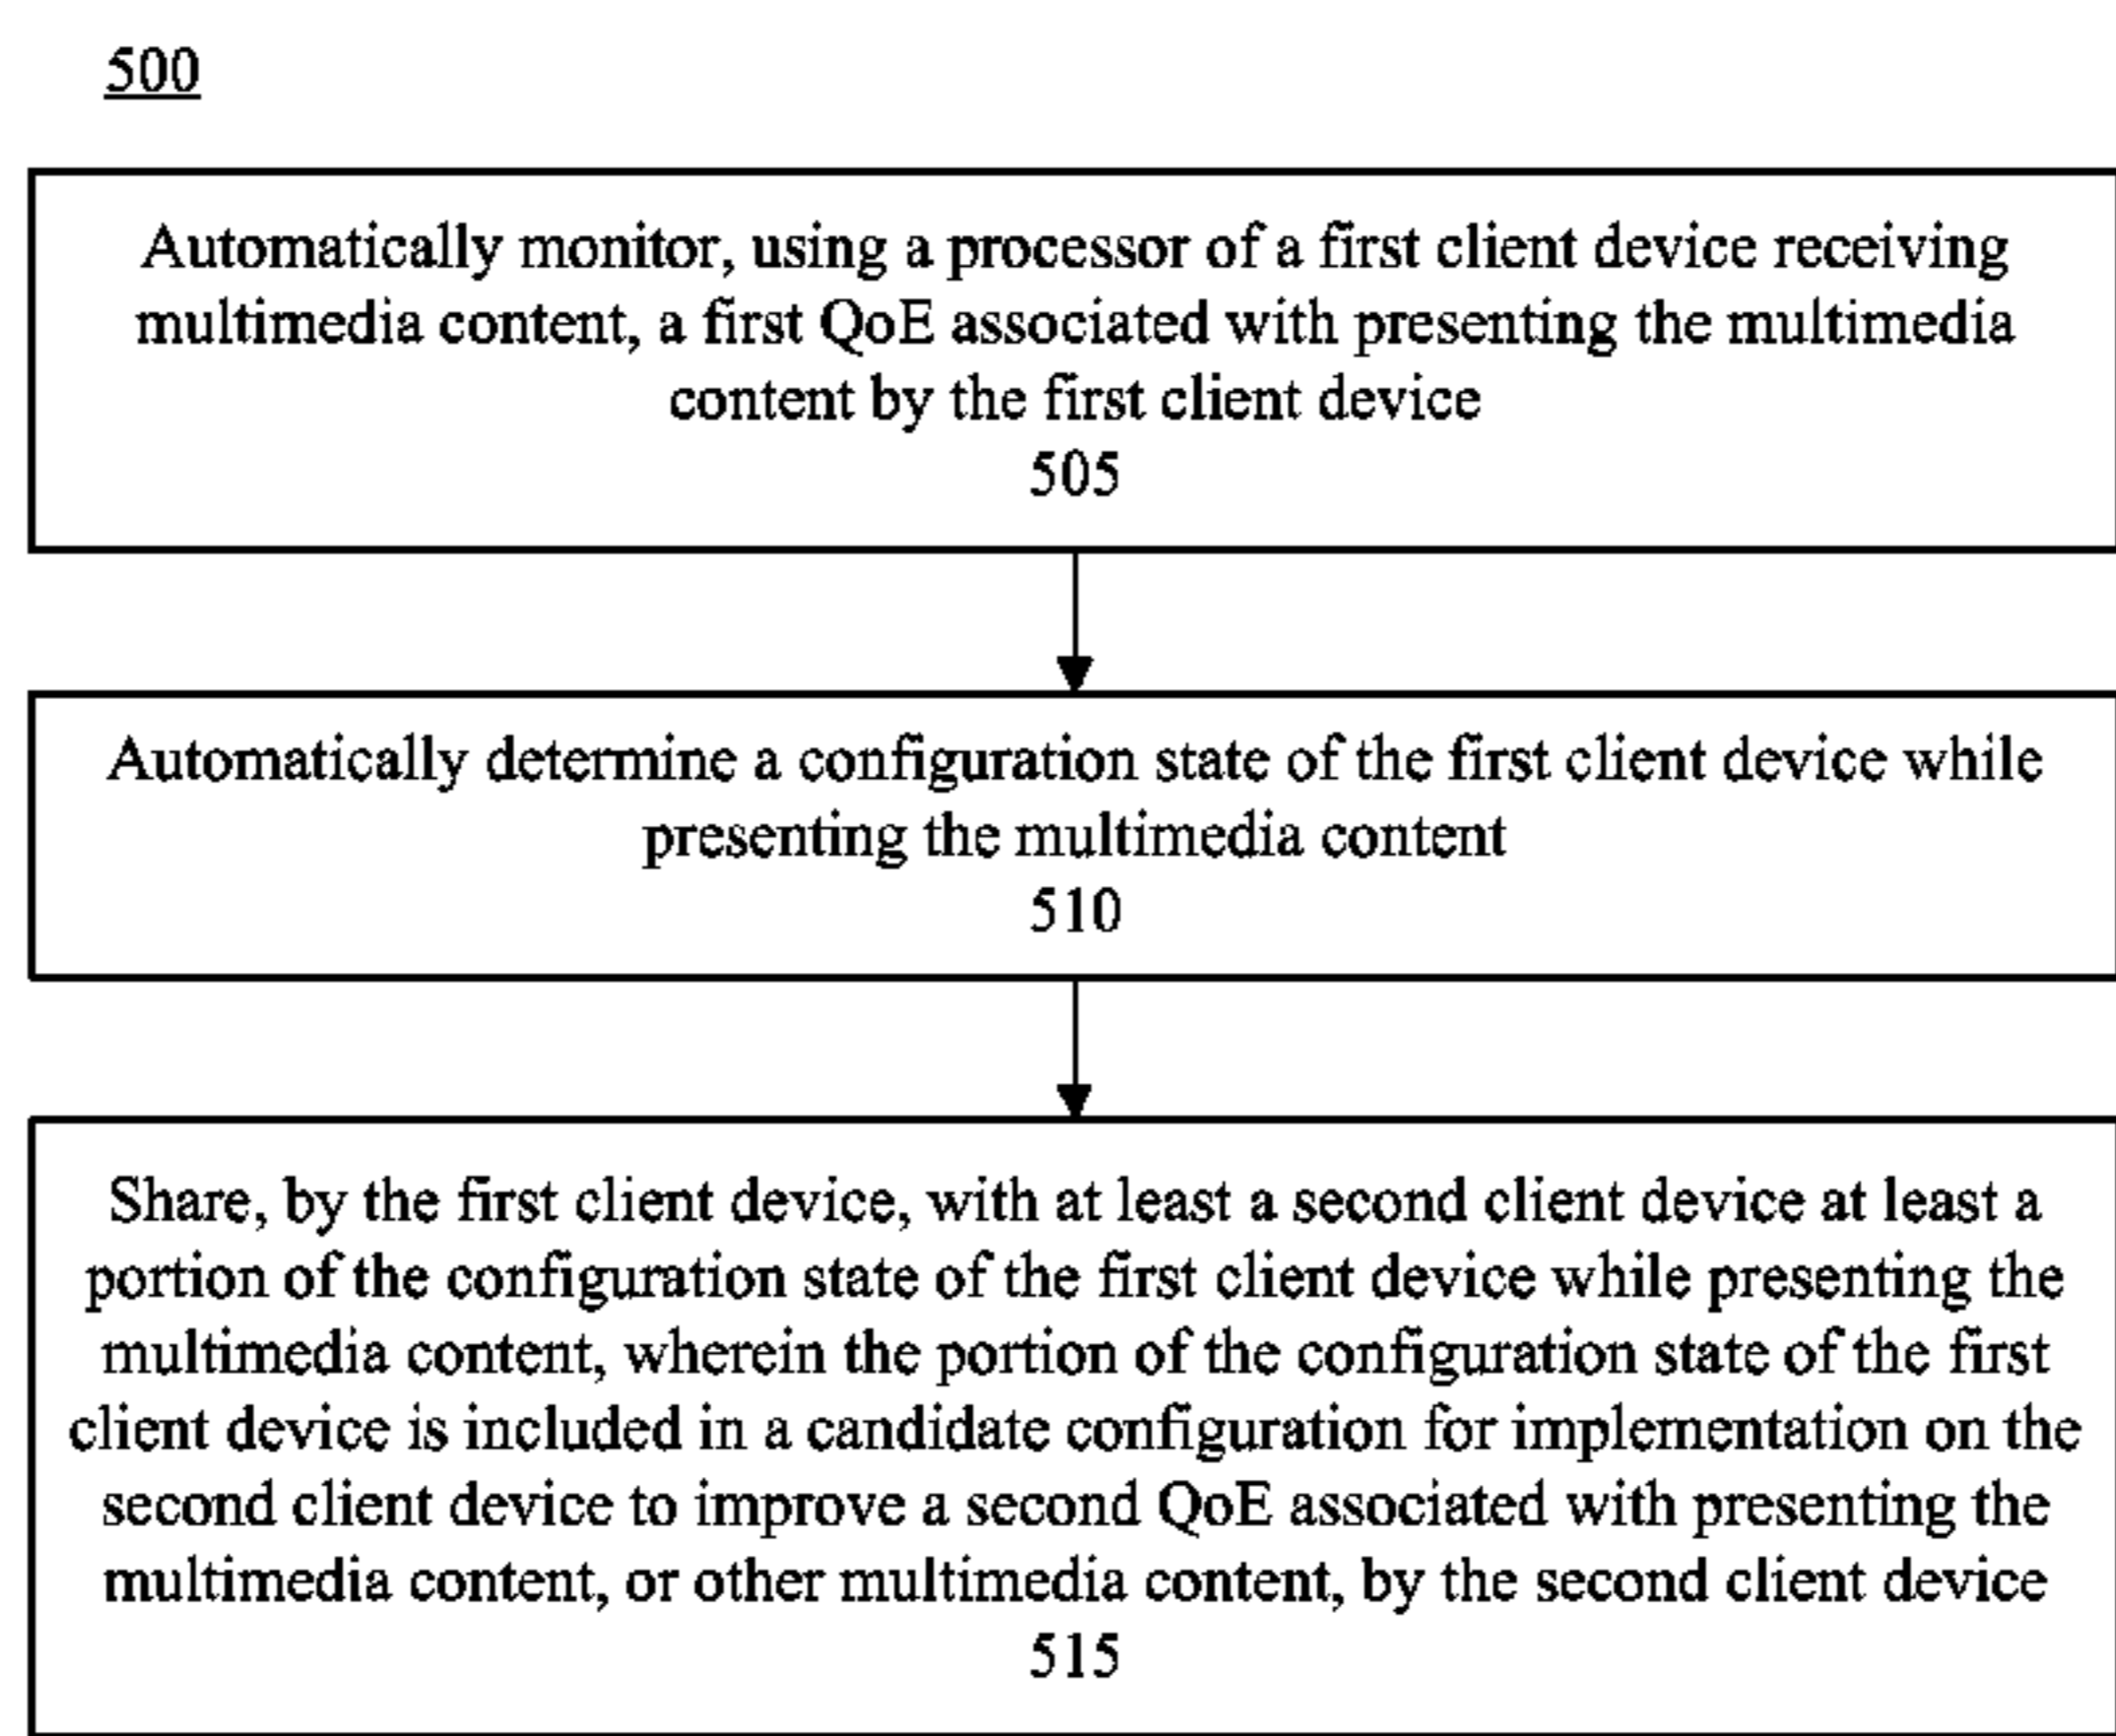 500
Automatically monitor, using a processor of a first client device receiving
multimedia content, a first QoE associated with presenting the multimedia
content by the first client device
505
Automatically determine a configuration state of the first client device while
presenting the multimedia content
510
Share, by the first client device, with at least a second client device at least a
portion of the configuration state of the first client device while presenting the
multimedia content, wherein the portion of the configuration state of the first
client device is included in a candidate configuration for implementation on the
second client device to improve a second QoE associated with presenting the
multimedia content, or other multimedia content, by the second client device
515